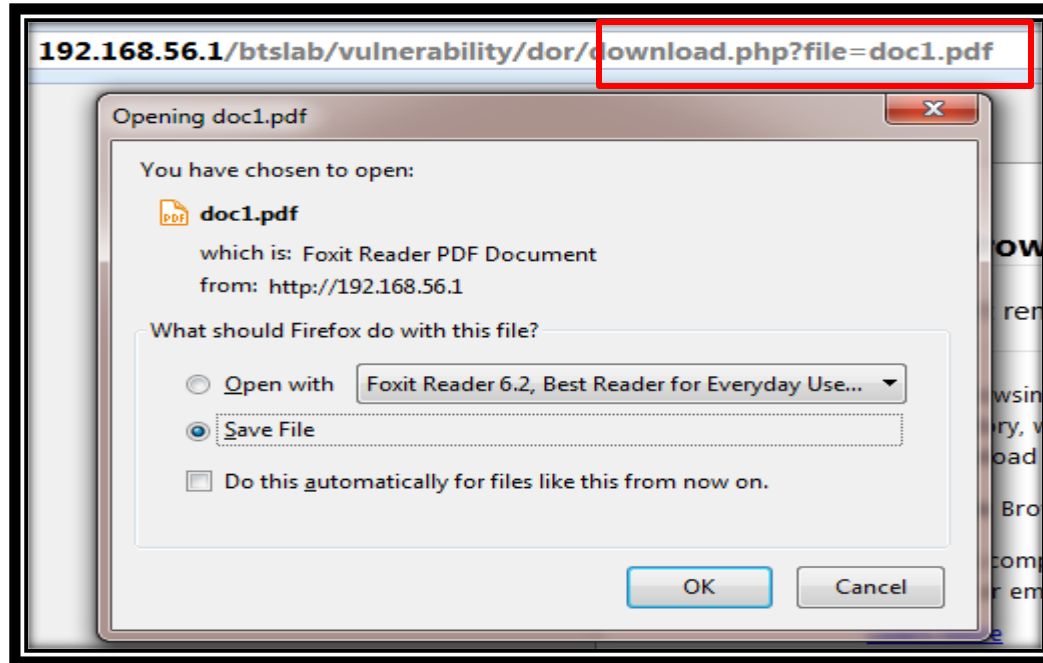 192.168.56.1/btslab/vulnerability/dor/download.php?file=doc1.pdf
Opening doc1.pdf
You have chosen to open:
PDF doc1.pdf
which is: Foxit Reader PDF Document
from: http://192.168.56.1
What should Firefox do with this file?
Open with Foxit Reader 6.2, Best Reader for Everyday Use...
Save File
Do this automatically for files like this from now on.
OK Cancel